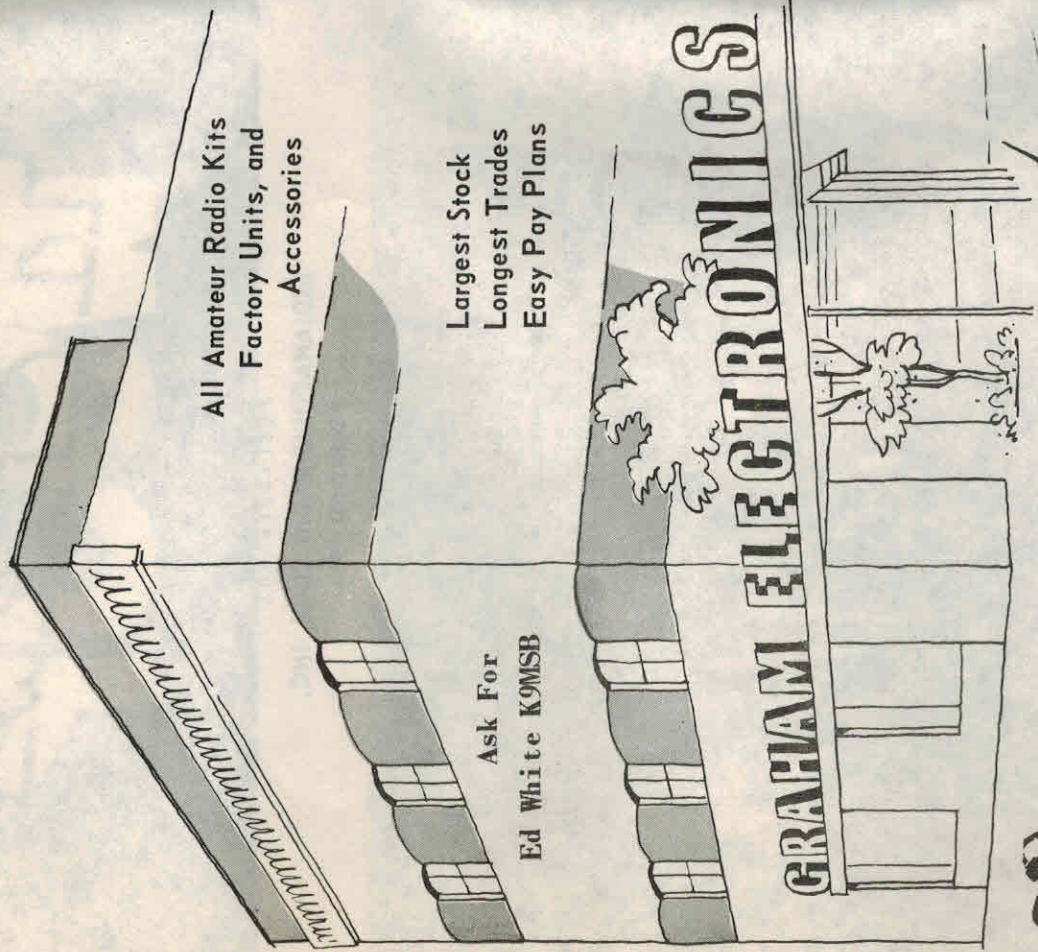 All Amateur Radio Kits
Factory Units, and
Accessories
Largest Stock
Longest Trades
Easy Pay Plans
Ask For
Ed White K9MSB
GRAHAM ELECTRONICS